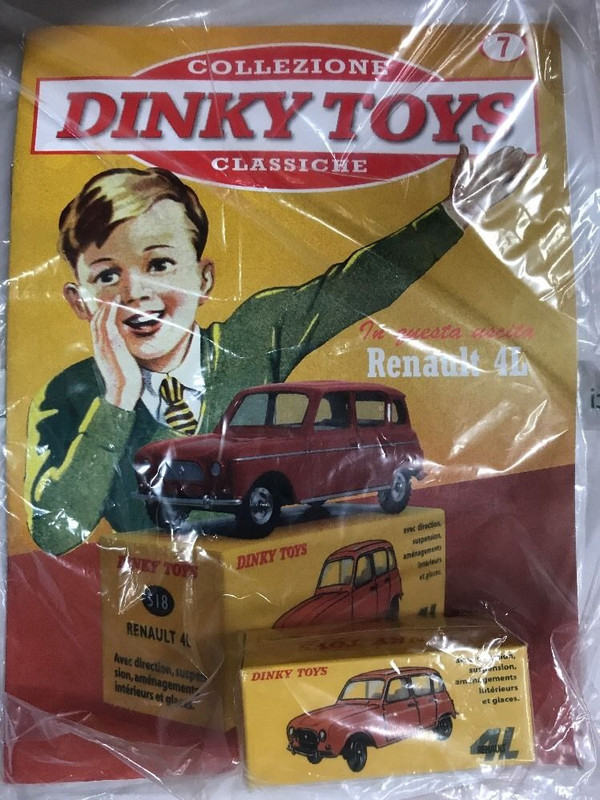 7
COLLEZIONE
DINKY TOYS
CLASSICHE
In questa uscita
Renault 4L
DINKY TOYS
318
RENAULT 4L
Avec direction, suspen-
sion, aménagements
intérieurs et glaces.
DINKY TOYS
avec direction,
suspension,
aménagements
intérieurs
et glaces.
4L
DINKY TOYS
suspension,
aménagements
intérieurs
et glaces.
RENAULT 4L